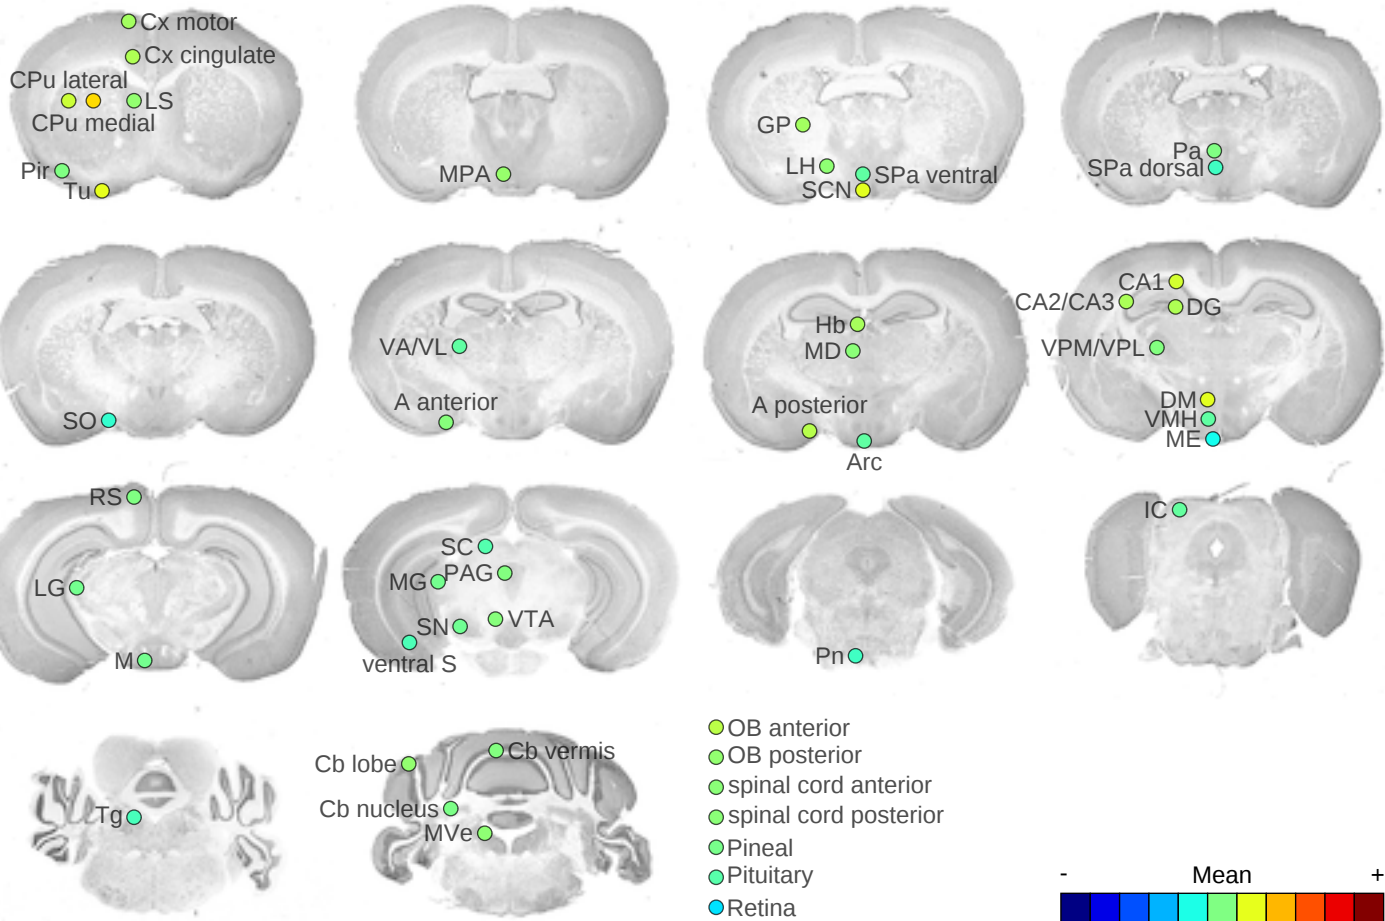 Cx motor
Cx cingulate
CPu lateral
LS
CPu medial
Pir
Tu
MPA
GP
LH
SPa ventral
SCN
Pa
SPa dorsal
SO
VA/VL
A anterior
Hb
MD
A posterior
Arc
CA1
CA2/CA3
DG
VPM/VPL
DM
VMH
ME
RS
LG
M
SC
MG
PAG
SN
VTA
ventral S
Pn
IC
Tg
Cb lobe
Cb vermis
Cb nucleus
MVe
OB anterior
OB posterior
spinal cord anterior
spinal cord posterior
Pineal
Pituitary
Retina
- Mean +